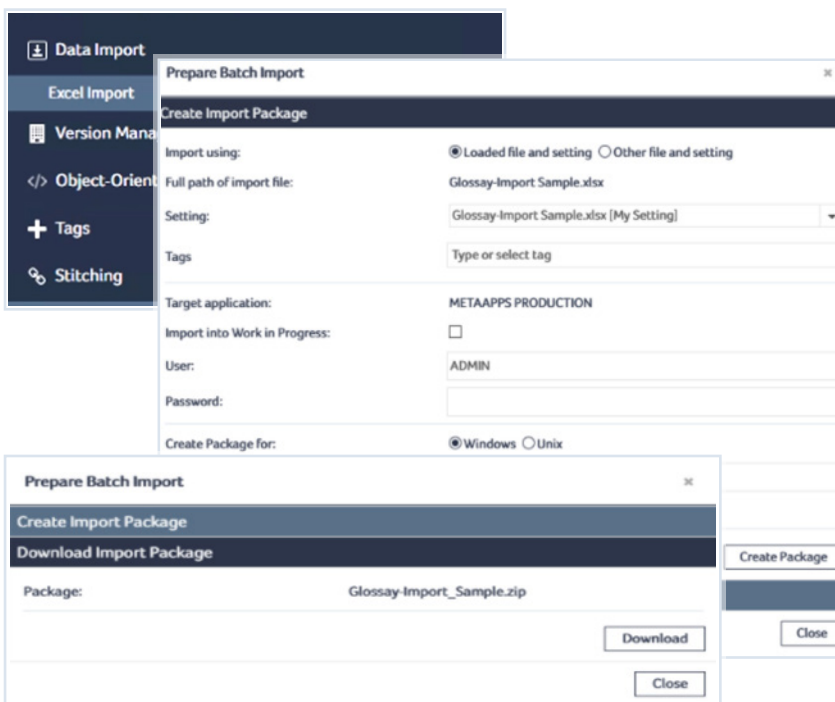 Data Import
Excel Import
Version Mana
</> Object-Orient
Tags
Stitching
Prepare Batch Import
Create Import Package
Import using: Loaded file and setting Other file and setting
Full path of import file: Glossay-Import Sample.xlsx
Setting: Glossay-Import Sample.xlsx [My Setting]
Tags Type or select tag
Target application: METAAPPS PRODUCTION
Import into Work in Progress:
User: ADMIN
Password:
Create Package for: Windows Unix
Create Package
Close
Prepare Batch Import
Create Import Package
Download Import Package
Package: Glossay-Import_Sample.zip
Download
Close